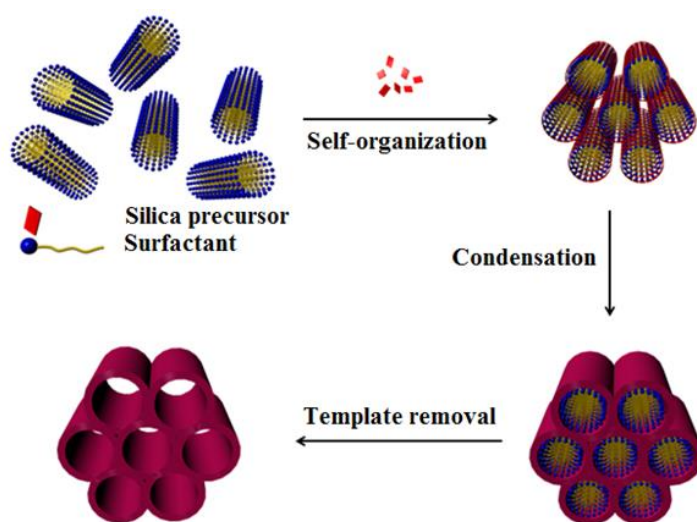 Self-organization
Silica precursor
Surfactant
Condensation
Template removal